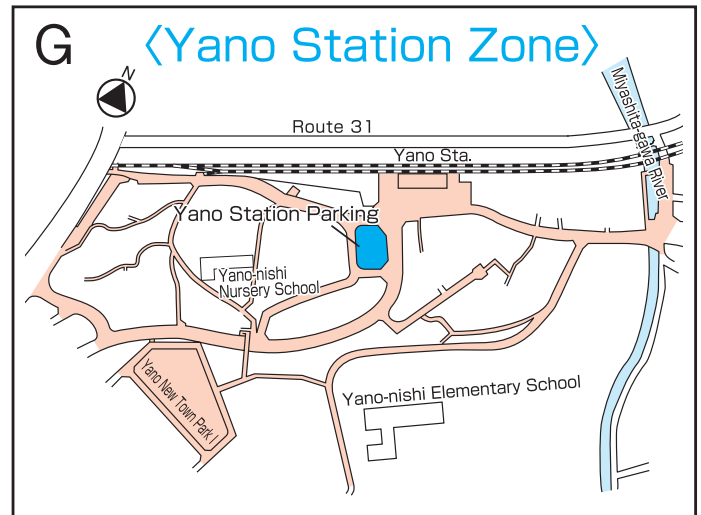 G 〈Yano Station Zone〉
N
Route 31
Yano Sta.
Miyashita-gawa River
Yano Station Parking
Yano-nishi
Nursery School
Yano New Town Park I
Yano-nishi Elementary School